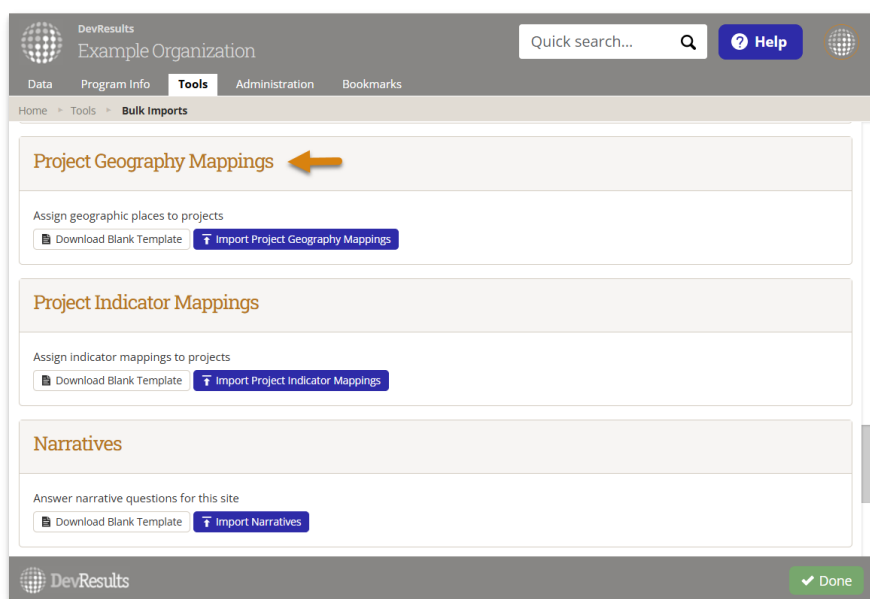 DevResults
Example Organization
Quick search...
? Help
Data Program Info Tools Administration Bookmarks
Home Tools Bulk Imports
Project Geography Mappings
Assign geographic places to projects
Download Blank Template Import Project Geography Mappings
Project Indicator Mappings
Assign indicator mappings to projects
Download Blank Template Import Project Indicator Mappings
Narratives
Answer narrative questions for this site
Download Blank Template Import Narratives
DevResults
Done